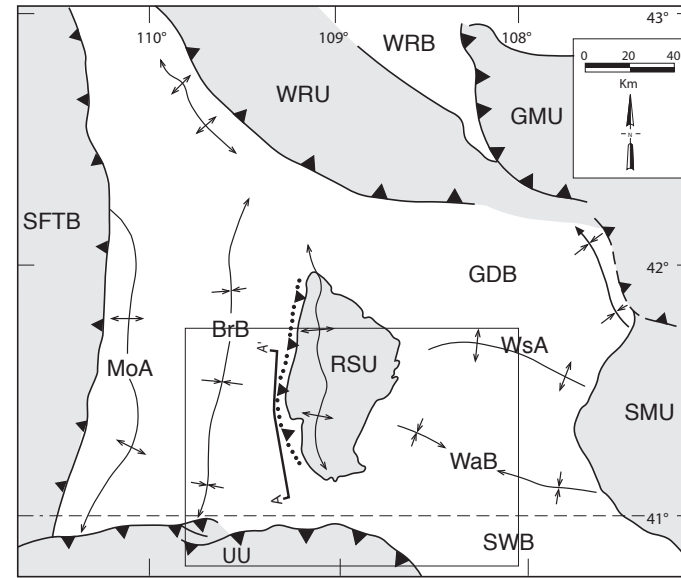 110°
109°
108°
43°
WRB
0 20 40
Km
N
WRU
GMU
SFTB
42°
GDB
BrB
A'
WsA
MoA
RSU
SMU
WaB
A
41°
SWB
UU